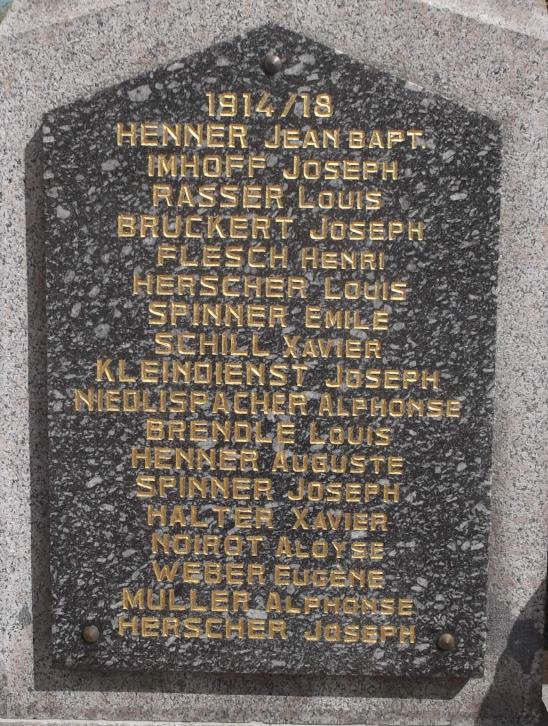 1914/18
HENNER JEAN BAPT.
IMHOFF JOSEPH
RASSER LOUIS
BRUCKERT JOSEPH
FLESCH HENRI
HERSCHER LOUIS
SPINNER EMILE
SCHILL XAVIER
KLEINDIENST JOSEPH
NIEDLISPACHER ALPHONSE
BRENDLE LOUIS
HENNER AUGUSTE
SPINNER JOSEPH
HALTER XAVIER
NOIROT ALOYSE
WEBER EUGENE
MULLER ALPHONSE
HERSCHER JOSEPH